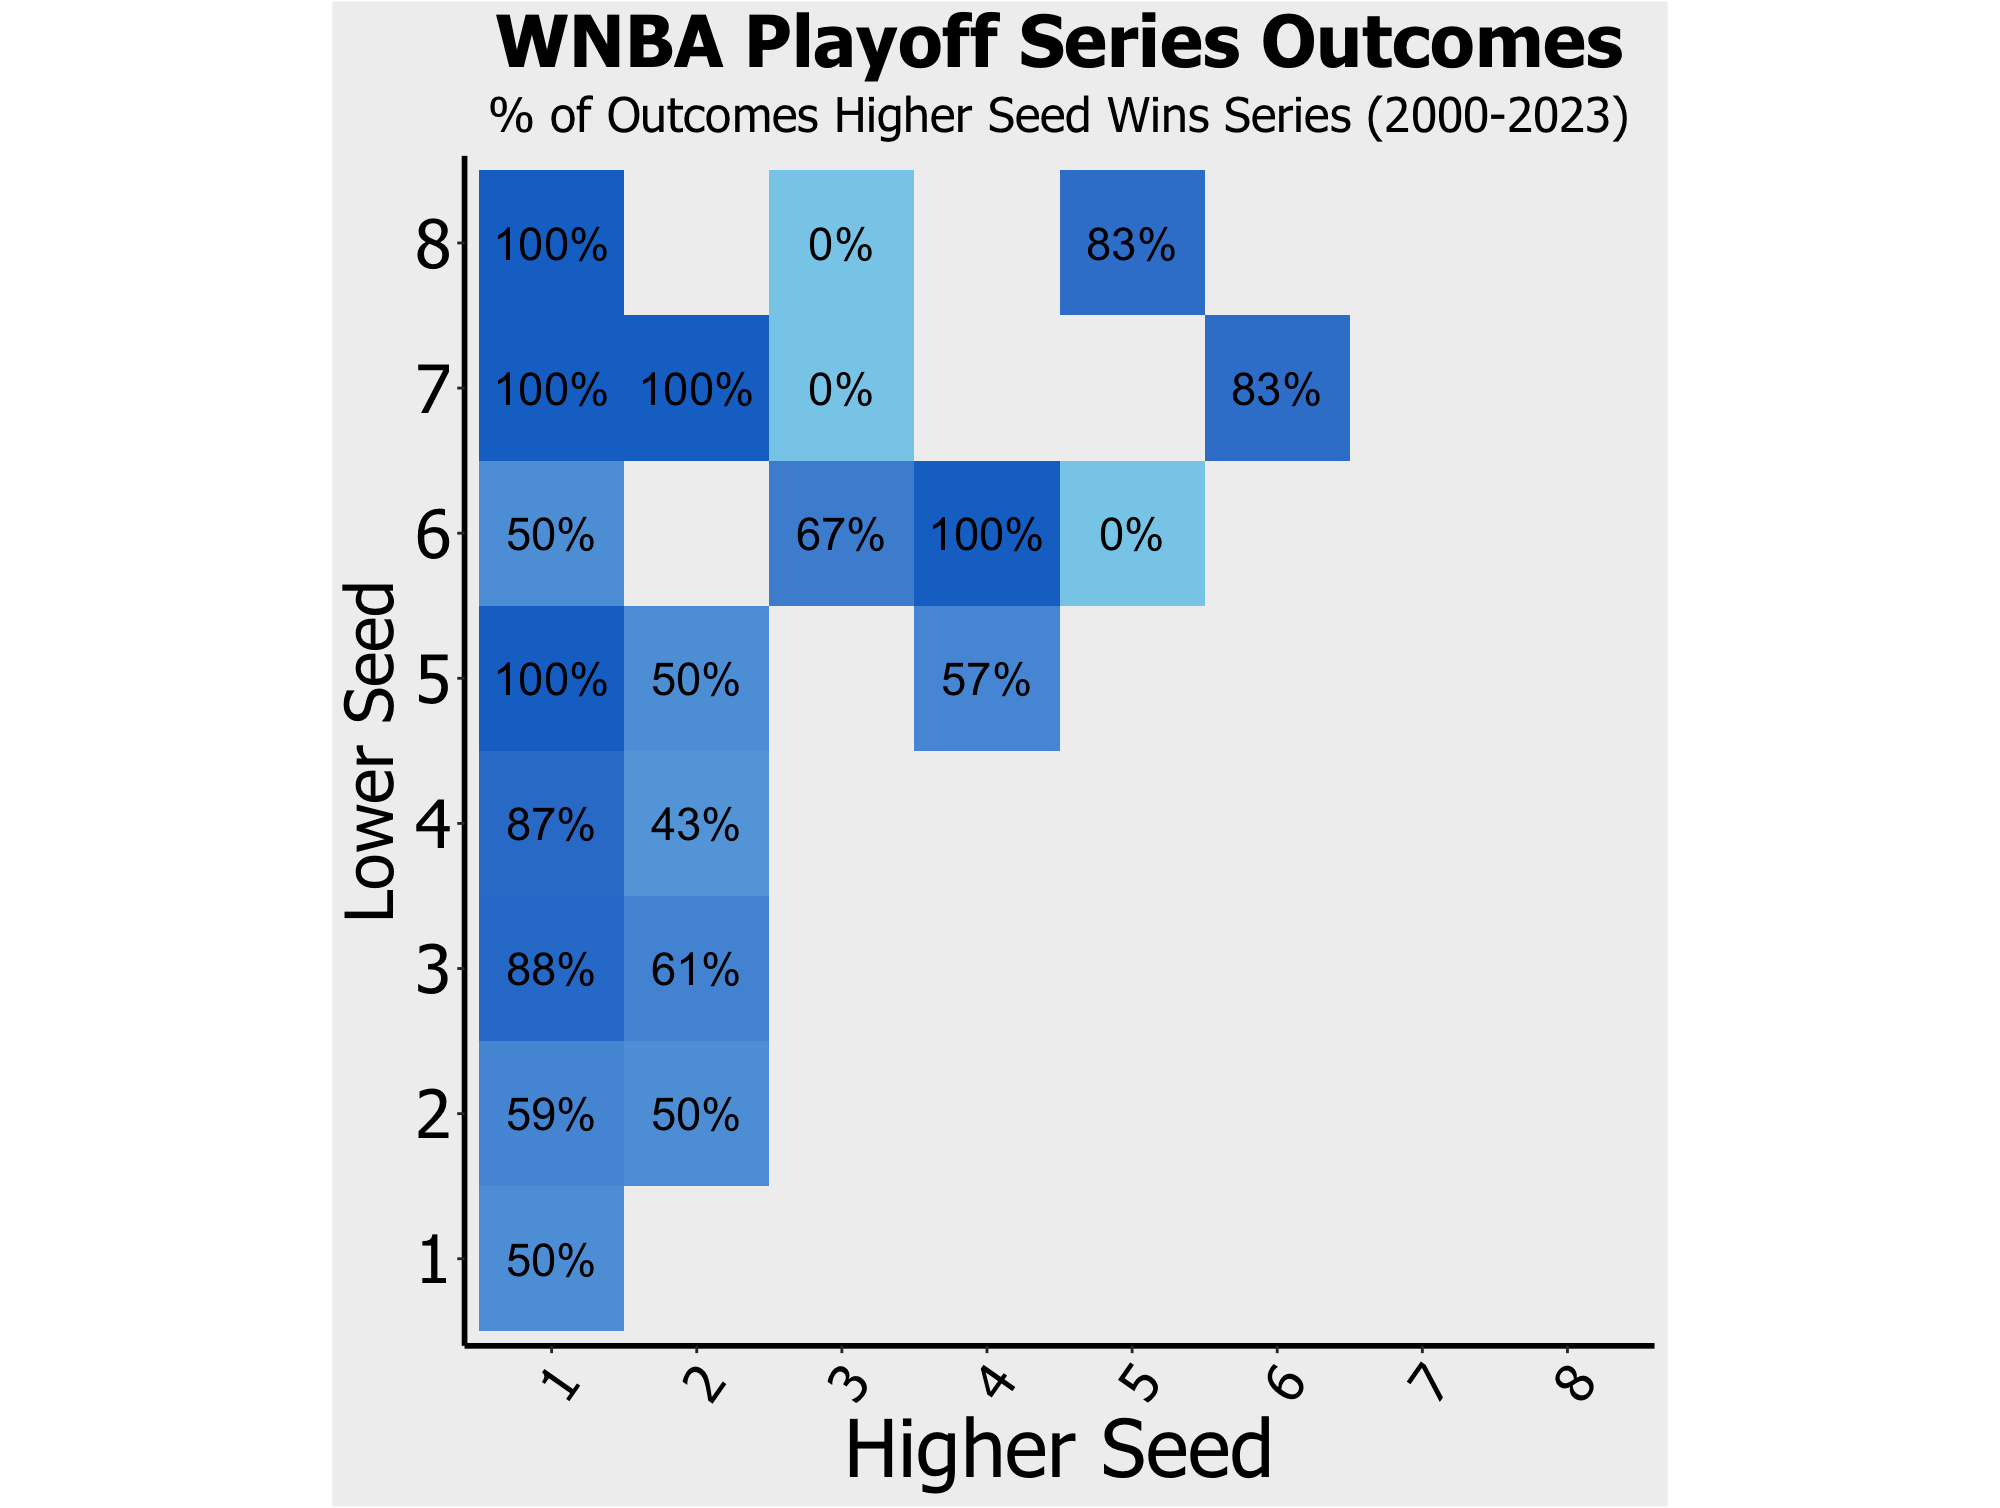 WNBA Playoff Series Outcomes
% of Outcomes Higher Seed Wins Series (2000-2023)
8 100% 0% 83%
7 100% 100% 0% 83%
6 50% 67% 100% 0%
5 100% 50% 57%
4 87% 43%
3 88% 61%
2 59% 50%
1 50%
Lower Seed
1 2 3 4 5 6 7 8
Higher Seed